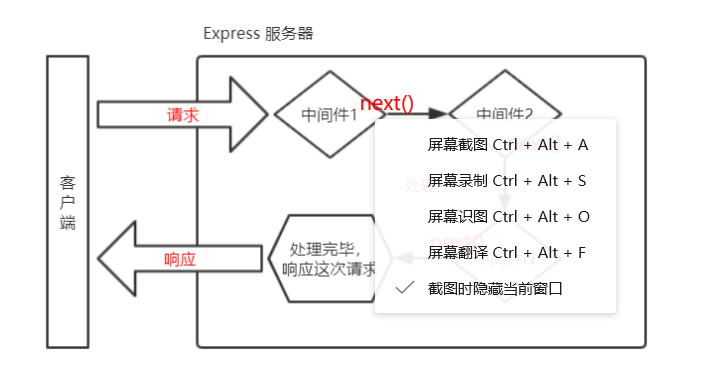 Express 服务器
请求
中间件1
next()
中间件2
屏幕截图 Ctrl + Alt + A
屏幕录制 Ctrl + Alt + S
屏幕识图 Ctrl + Alt + O
屏幕翻译 Ctrl + Alt + F
截图时隐藏当前窗口
客户端
响应
处理完毕，
响应这次请求
next()